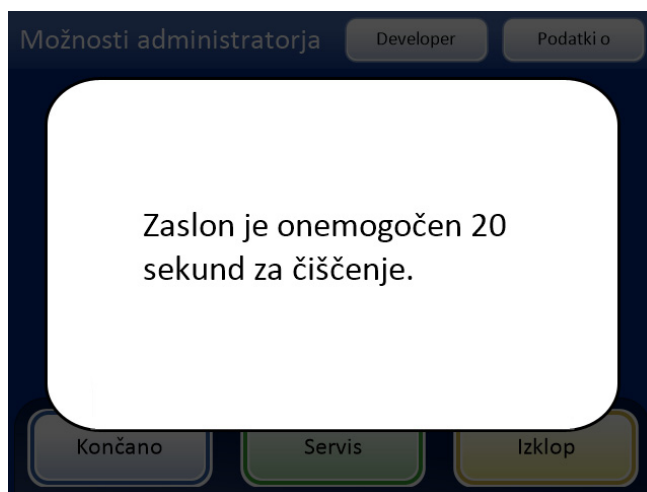 Možnosti administratorja
Developer
Podatki o
Zaslon je onemogočen 20
sekund za čiščenje.
Končano
Servis
Izklop